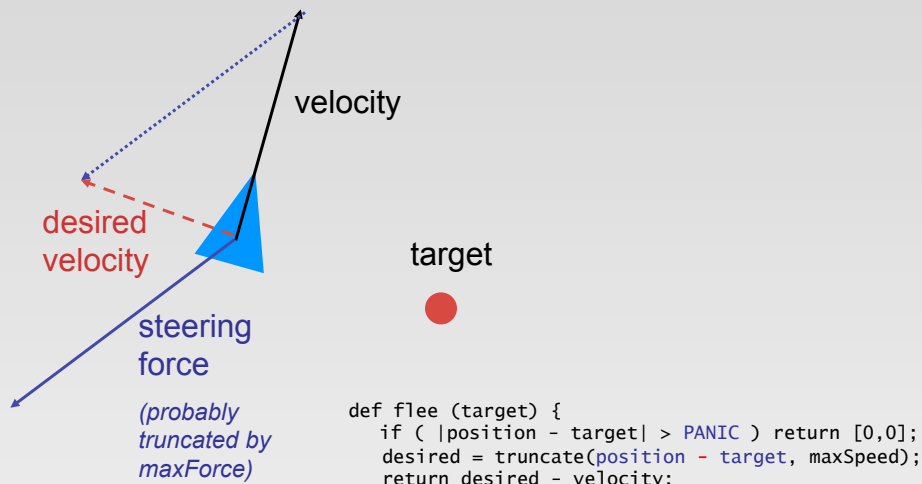 velocity
desired
velocity
target
steering
force
(probably
truncated by
maxForce)
def flee (target) {
if ( |position - target| > PANIC ) return [0,0];
desired = truncate(position - target, maxSpeed);
return desired - velocity;